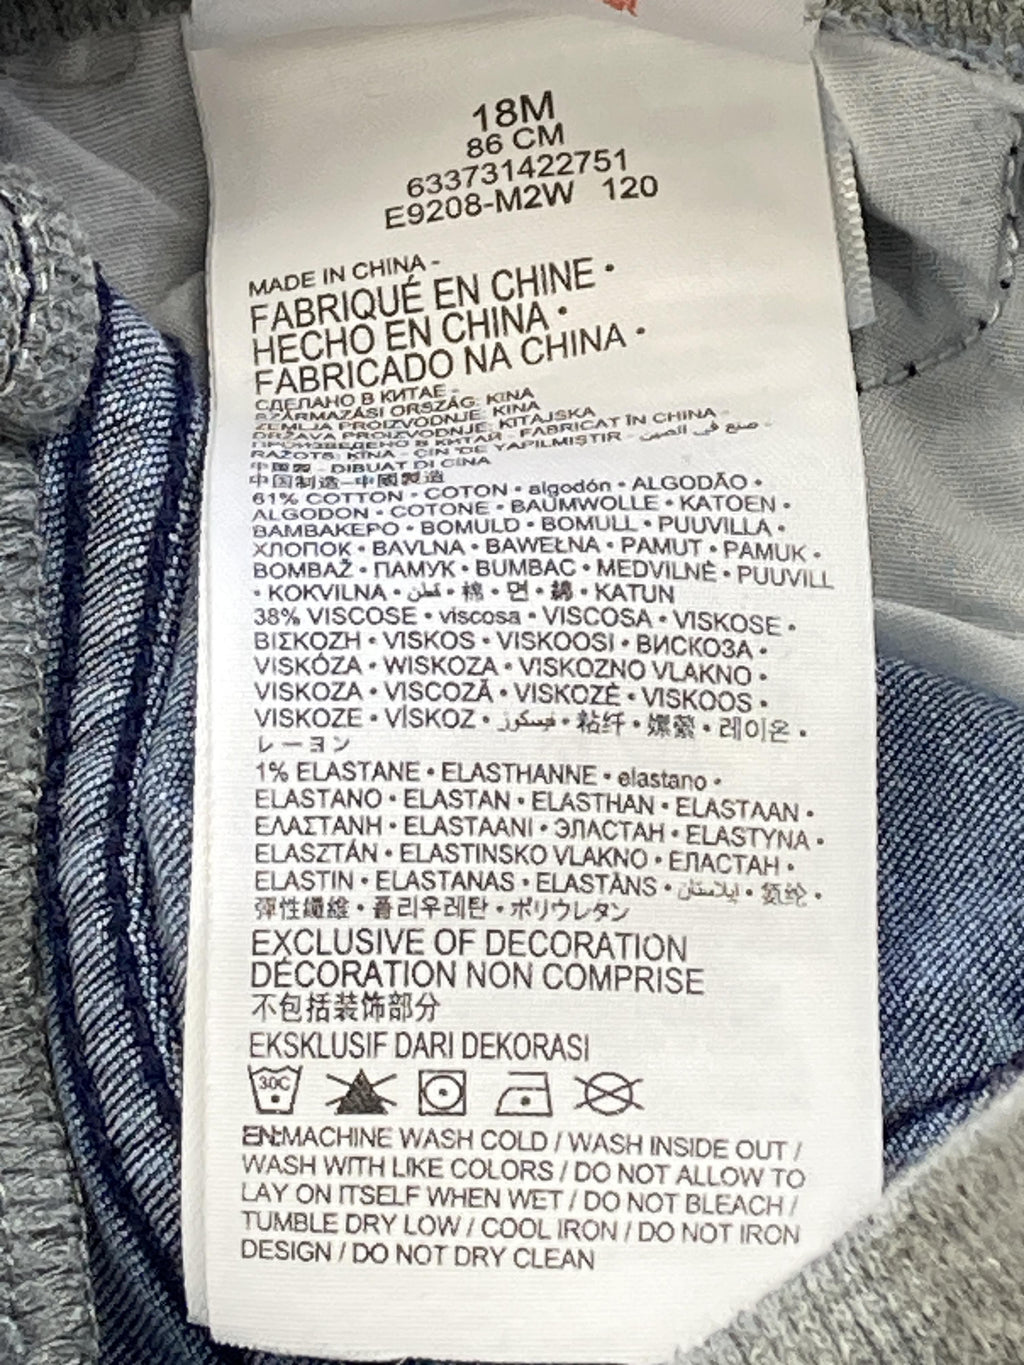 18M
86 CM
633731422751
E9208-M2W 120
MADE IN CHINA -
FABRIQUÉ EN CHINE •
HECHO EN CHINA •
FABRICADO NA CHINA •
СДЕЛАНО В КИТАЕ -
SZÁRMAZÁSI ORSZÁG: KÍNA
ZEMLJA PROIZVODNJE: KINA
DRŽAVA PROIZVODNJE: KITAJSKA
ПРОИЗВЕДЕНО В КИТАЙ - FABRICAT ÎN CHINA -
RAŽOTS: ĶĪNA - ÇİN'DE YAPILMIŞTIR - صنع في الصين -
中国製 - DIBUAT DI CINA
中国制造 – 中國製造
61% COTTON • COTON • algodón • ALGODÃO •
ALGODON • COTONE • BAUMWOLLE • KATOEN •
BAMBAKEPO • BOMULD • BOMULL • PUUVILLA •
ХЛОПОК • BAVLNA • BAWEŁNA • PAMUT • PAMUK •
BOMBAŽ • ПАМУК • BUMBAC • MEDVILNĖ • PUUVILL
• KOKVILNA • قطن • 棉 • 면 • 綿 • KATUN
38% VISCOSE • viscosa • VISCOSA • VISKOSE •
ΒΙΣΚΟΖΗ • VISKOS • VISKOOSI • ВИСКОЗА •
VISKÓZA • WISKOZA • VISKOZNO VLAKNO •
VISKOZA • VISCOZĂ • VISKOZĖ • VISKOOS •
VISKOZE • VİSKOZ • فيسكوز • 粘纤 • 嫘縈 • 레이온 •
レーヨン
1% ELASTANE • ELASTHANNE • elastano •
ELASTANO • ELASTAN • ELASTHAN • ELASTAAN •
ΕΛΑΣΤΑΝΗ • ELASTAANI • ЭЛАСТАН • ELASTYNA •
ELASZTÁN • ELASTINSKO VLAKNO • ЕЛАСТАН •
ELASTIN • ELASTANAS • ELASTĀNS • إيلاستان • 氨纶 •
彈性纖維 • 폴리우레탄 • ポリウレタン
EXCLUSIVE OF DECORATION
DÉCORATION NON COMPRISE
不包括装饰部分
EKSKLUSIF DARI DEKORASI
30C
EN:MACHINE WASH COLD / WASH INSIDE OUT /
WASH WITH LIKE COLORS / DO NOT ALLOW TO
LAY ON ITSELF WHEN WET / DO NOT BLEACH /
TUMBLE DRY LOW / COOL IRON / DO NOT IRON
DESIGN / DO NOT DRY CLEAN